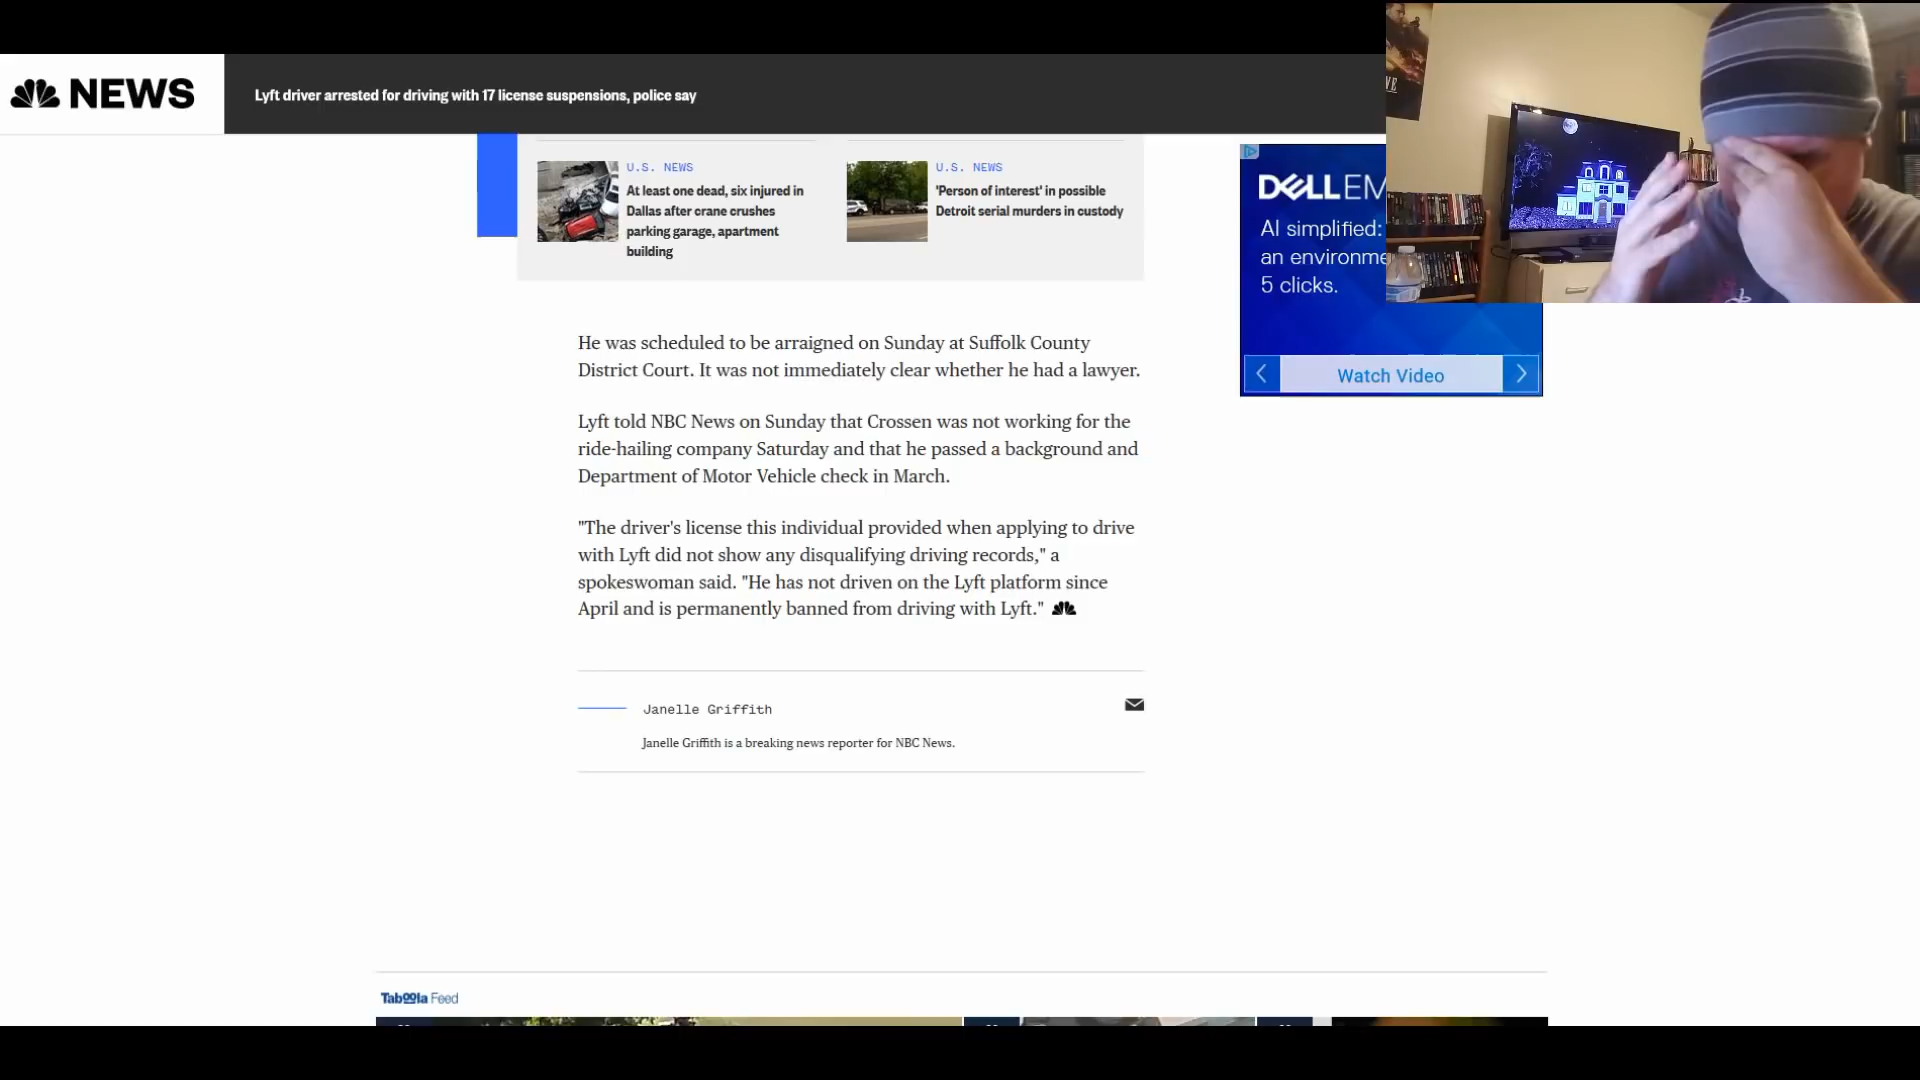 NEWS
Lyft driver arrested for driving with 17 license suspensions, police say
U.S. NEWS
At least one dead, six injured in
Dallas after crane crushes
parking garage, apartment
building
U.S. NEWS
'Person of interest' in possible
Detroit serial murders in custody
DELLEM
AI simplified:
an environme
5 clicks.
Watch Video
He was scheduled to be arraigned on Sunday at Suffolk County
District Court. It was not immediately clear whether he had a lawyer.
Lyft told NBC News on Sunday that Crossen was not working for the
ride-hailing company Saturday and that he passed a background and
Department of Motor Vehicle check in March.
"The driver's license this individual provided when applying to drive
with Lyft did not show any disqualifying driving records," a
spokeswoman said. "He has not driven on the Lyft platform since
April and is permanently banned from driving with Lyft."
Janelle Griffith
Janelle Griffith is a breaking news reporter for NBC News.
Taboola Feed